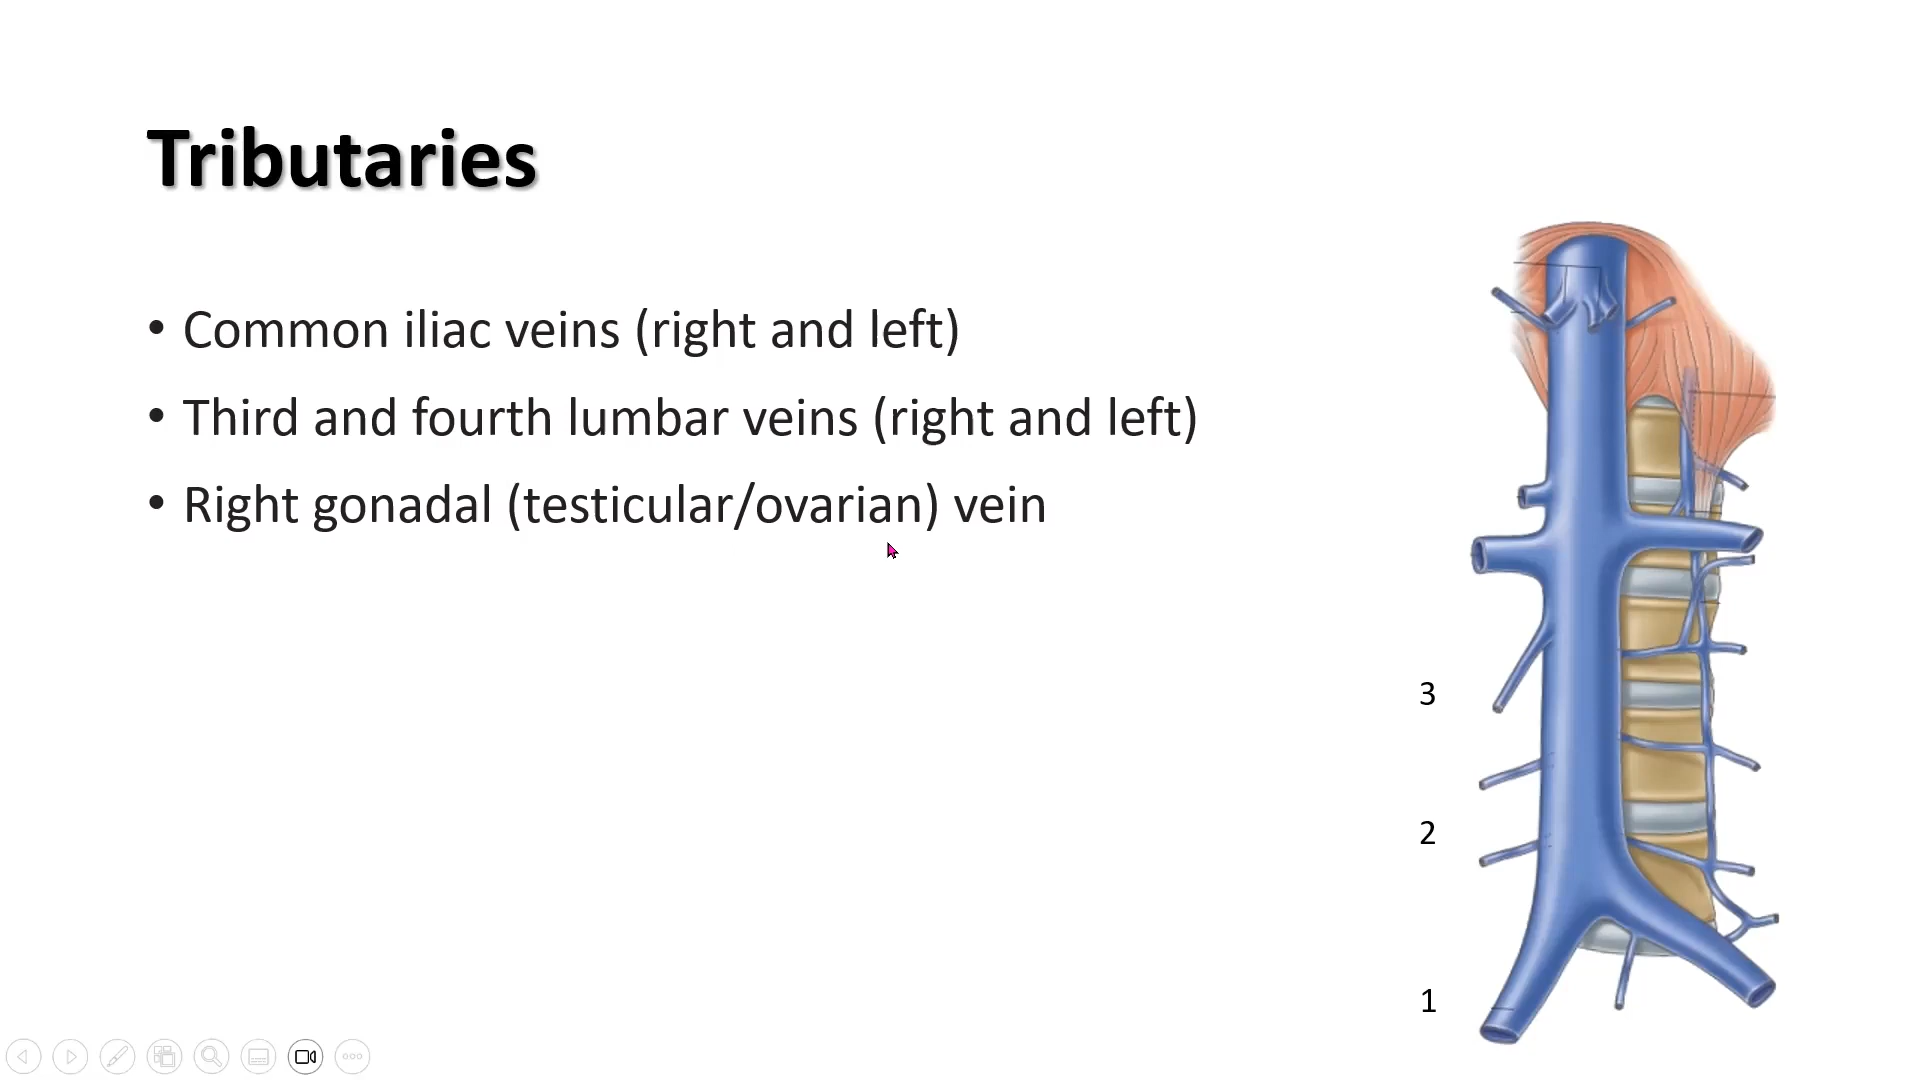 Tributaries
• Common iliac veins (right and left)
• Third and fourth lumbar veins (right and left)
• Right gonadal (testicular/ovarian) vein
3
2
1